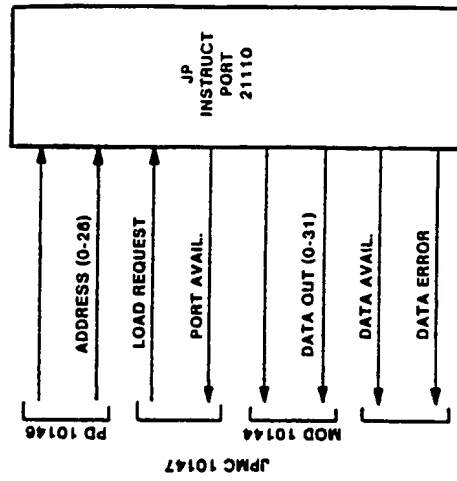 JP
INSTRUCT
PORT
21110
ADDRESS (0-26)
LOAD REQUEST
PORT AVAIL.
DATA OUT (0-31)
DATA AVAIL.
DATA ERROR
PD 10146
MOD 10144
JPMC 10147